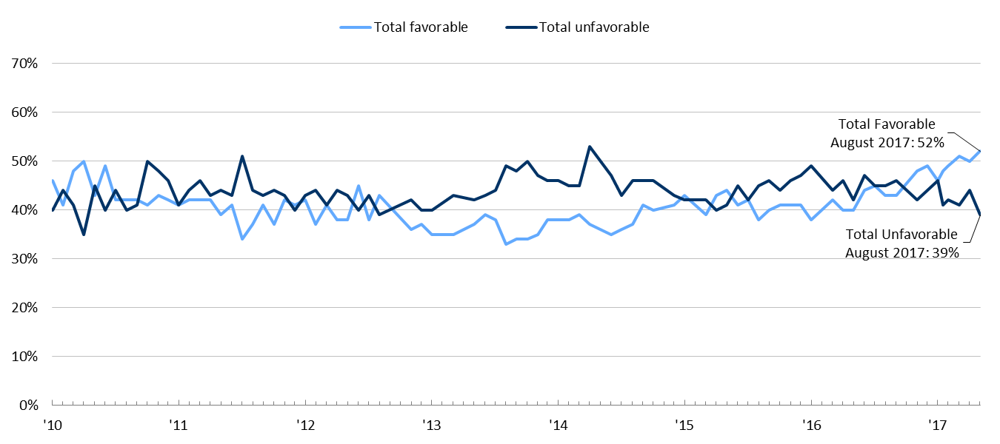 Total favorable
Total unfavorable
70%
60%
Total Favorable
August 2017: 52%
50%
40%
Total Unfavorable
August 2017: 39%
30%
20%
10%
0%
'10 '11 '12 '13 '14 '15 '16 '17